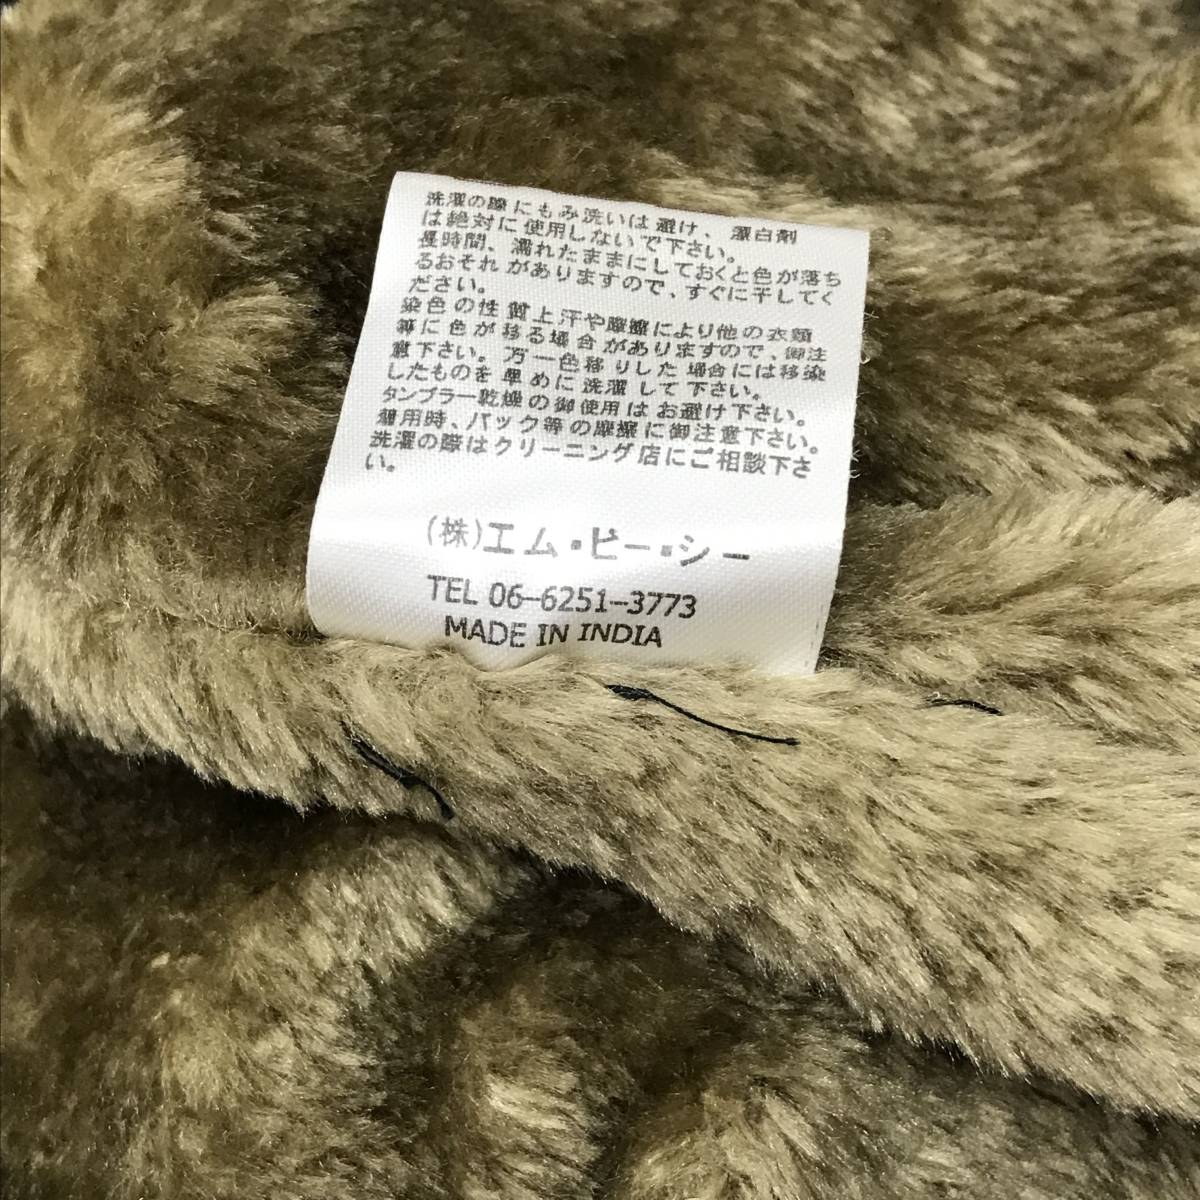 洗濯の際にもみ洗いは避け、漂白剤
は絶対に使用しないで下さい。
長時間、濡れたままにしておくと色が落ち
るおそれがありますので、すぐに干してく
ださい。
染色の性質上汗や摩擦により他の衣類
等に色が移る場合がありますので、御注
意下さい。万一色移りした場合には移染
したものを早めに洗濯して下さい。
タンブラー乾燥の御使用はお避け下さい。
着用時、バック等の摩擦に御注意下さい。
洗濯の際はクリーニング店にご相談下さ
い。
(株)エム・ピー・シー
TEL 06-6251-3773
MADE IN INDIA